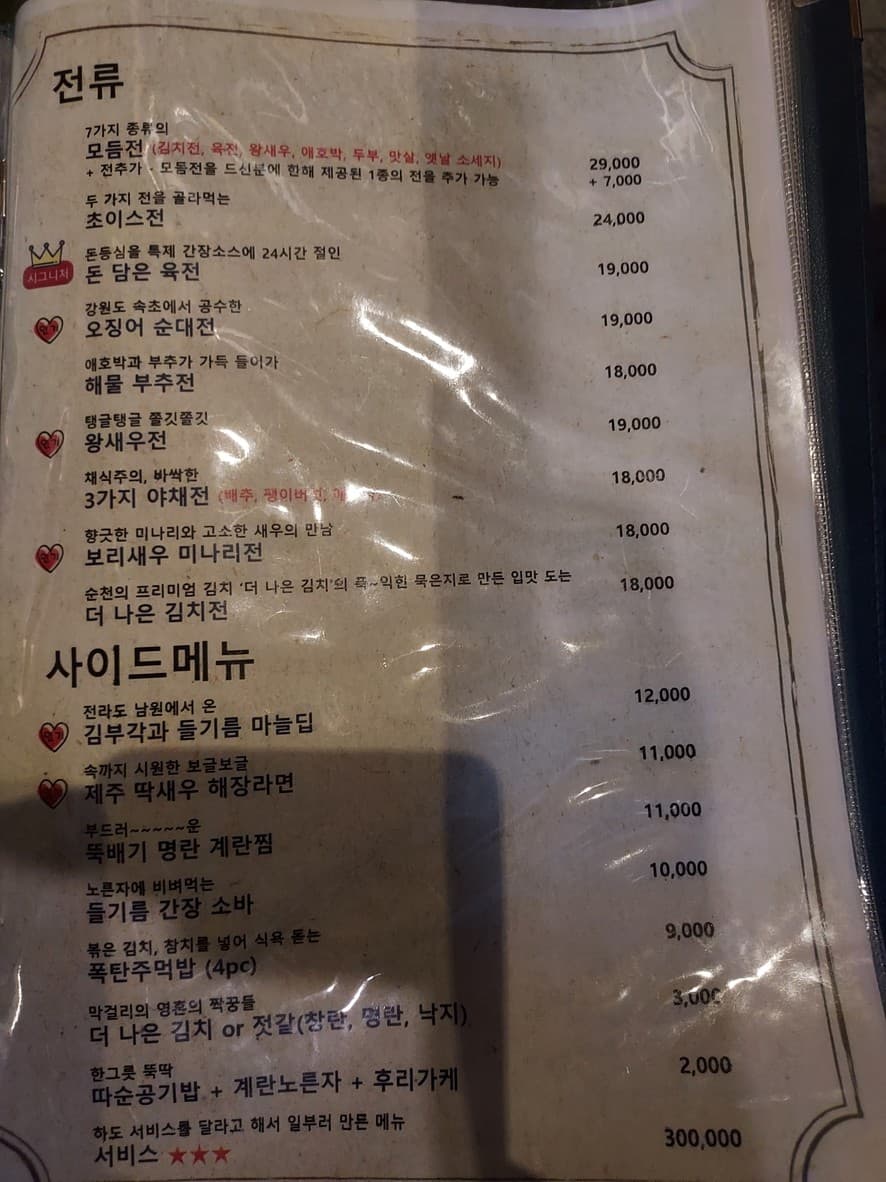 전류
7가지 종류의
모듬전 (김치전, 육전, 왕새우, 애호박, 두부, 맛살, 옛날 소세지) 29,000
+ 전추가 - 모듬전을 드신분에 한해 제공된 1종의 전을 추가 가능 + 7,000
두 가지 전을 골라먹는
초이스전 24,000
시그니처
돈등심을 특제 간장소스에 24시간 절인
돈 담은 육전 19,000
강원도 속초에서 공수한
인기 오징어 순대전 19,000
애호박과 부추가 가득 들어가
해물 부추전 18,000
탱글탱글 쫄깃쫄깃
인기 왕새우전 19,000
채식주의, 바싹한
3가지 야채전 (배추, 팽이버섯, 18,000
향긋한 미나리와 고소한 새우의 만남
인기 보리새우 미나리전 18,000
순천의 프리미엄 김치 '더 나은 김치'의 푹~익힌 묵은지로 만든 입맛 도는
더 나은 김치전 18,000
사이드메뉴
전라도 남원에서 온
인기 김부각과 들기름 마늘딥 12,000
속까지 시원한 보글보글
인기 제주 딱새우 해장라면 11,000
부드러~~~~~운
뚝배기 명란 계란찜 11,000
노른자에 비벼먹는
들기름 간장 소바 10,000
볶은 김치, 참치를 넣어 식욕 돋는
폭탄주먹밥 (4pc) 9,000
막걸리의 영혼의 짝꿍들
더 나은 김치 or 젓갈(창란, 명란, 낙지) 3,000
한그릇 뚝딱
따순공기밥 + 계란노른자 + 후리가케 2,000
하도 서비스를 달라고 해서 일부러 만든 메뉴
서비스 ★★★ 300,000